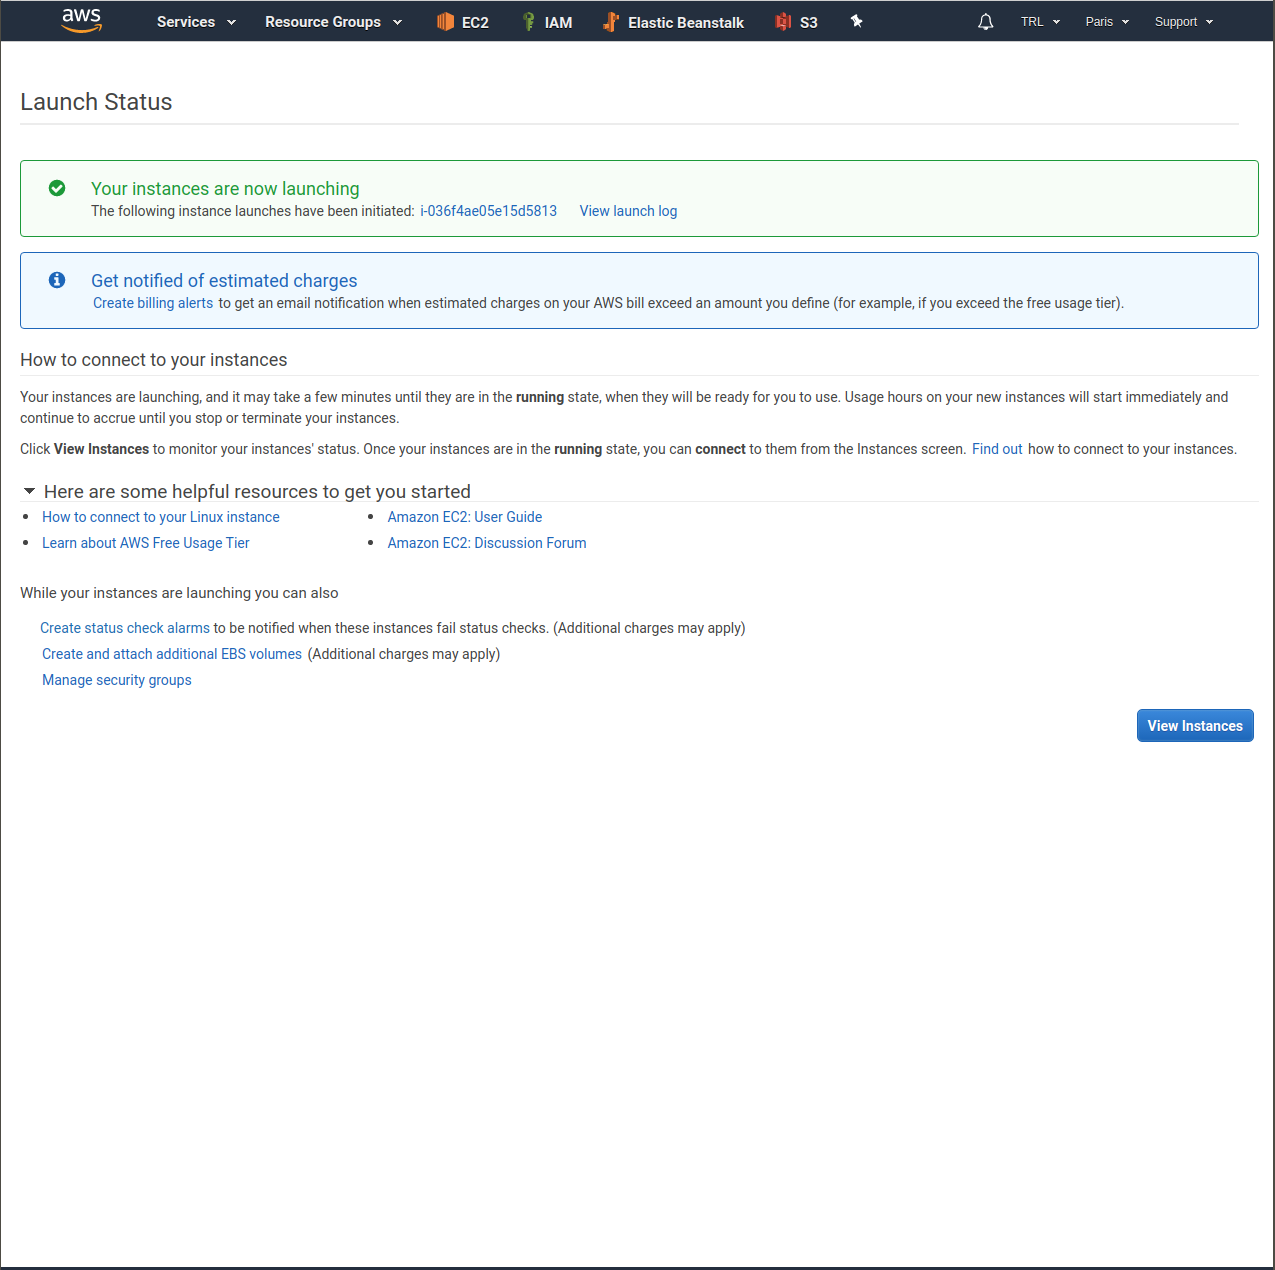 aws Services Resource Groups EC2 IAM Elastic Beanstalk S3 TRL Paris Support
Launch Status
Your instances are now launching
The following instance launches have been initiated: i-036f4ae05e15d5813 View launch log
Get notified of estimated charges
Create billing alerts to get an email notification when estimated charges on your AWS bill exceed an amount you define (for example, if you exceed the free usage tier).
How to connect to your instances
Your instances are launching, and it may take a few minutes until they are in the running state, when they will be ready for you to use. Usage hours on your new instances will start immediately and
continue to accrue until you stop or terminate your instances.
Click View Instances to monitor your instances' status. Once your instances are in the running state, you can connect to them from the Instances screen. Find out how to connect to your instances.
Here are some helpful resources to get you started
• How to connect to your Linux instance
• Learn about AWS Free Usage Tier
• Amazon EC2: User Guide
• Amazon EC2: Discussion Forum
While your instances are launching you can also
Create status check alarms to be notified when these instances fail status checks. (Additional charges may apply)
Create and attach additional EBS volumes (Additional charges may apply)
Manage security groups
View Instances